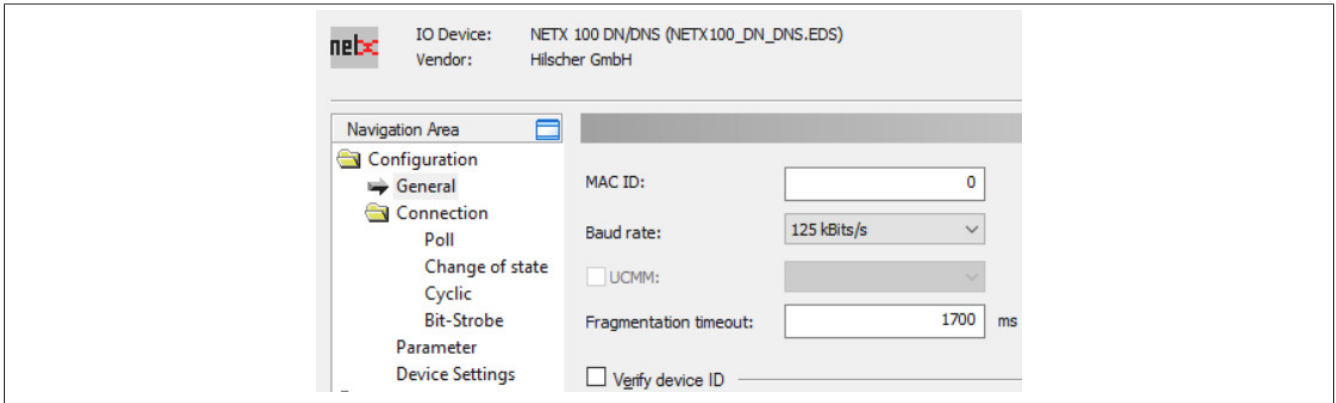 netx
IO Device: NETX 100 DN/DNS (NETX100_DN_DNS.EDS)
Vendor: Hilscher GmbH
Navigation Area
Configuration
General
Connection
Poll
Change of state
Cyclic
Bit-Strobe
Parameter
Device Settings
MAC ID: 0
Baud rate: 125 kBits/s
UCMM:
Fragmentation timeout: 1700 ms
Verify device ID